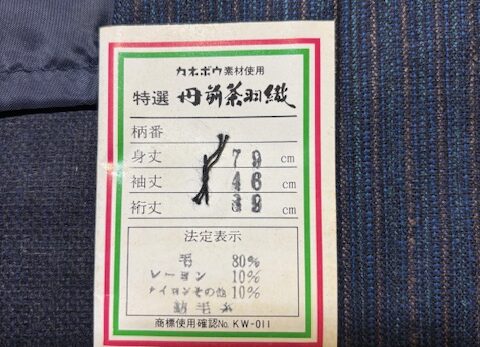 カネボウ素材使用
特選 丹前茶羽織
柄番
身丈 79 cm
袖丈 46 cm
裄丈 89 cm
法定表示
80%
レーヨン 10%
ナイロンその他 10%
商標使用確認No. KW-011